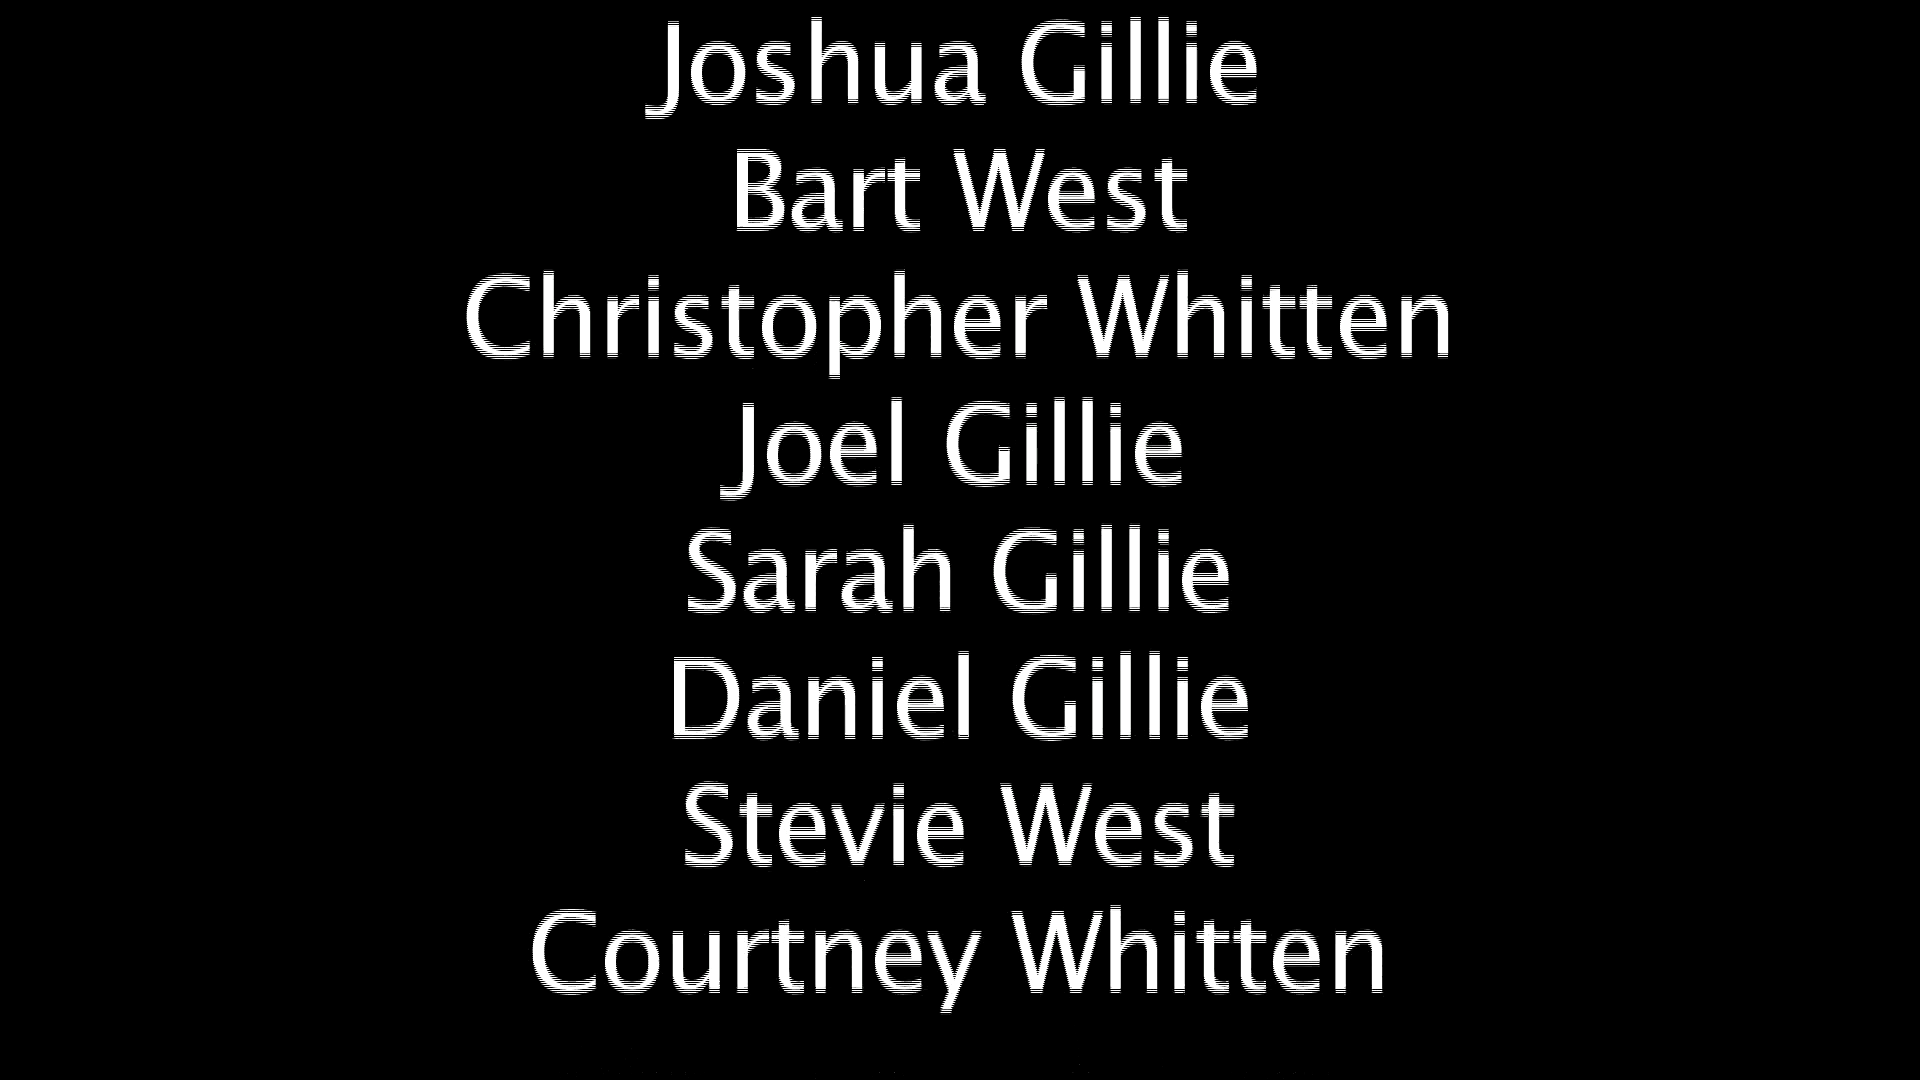 Joshua Gillie
Bart West
Christopher Whitten
Joel Gillie
Sarah Gillie
Daniel Gillie
Stevie West
Courtney Whitten